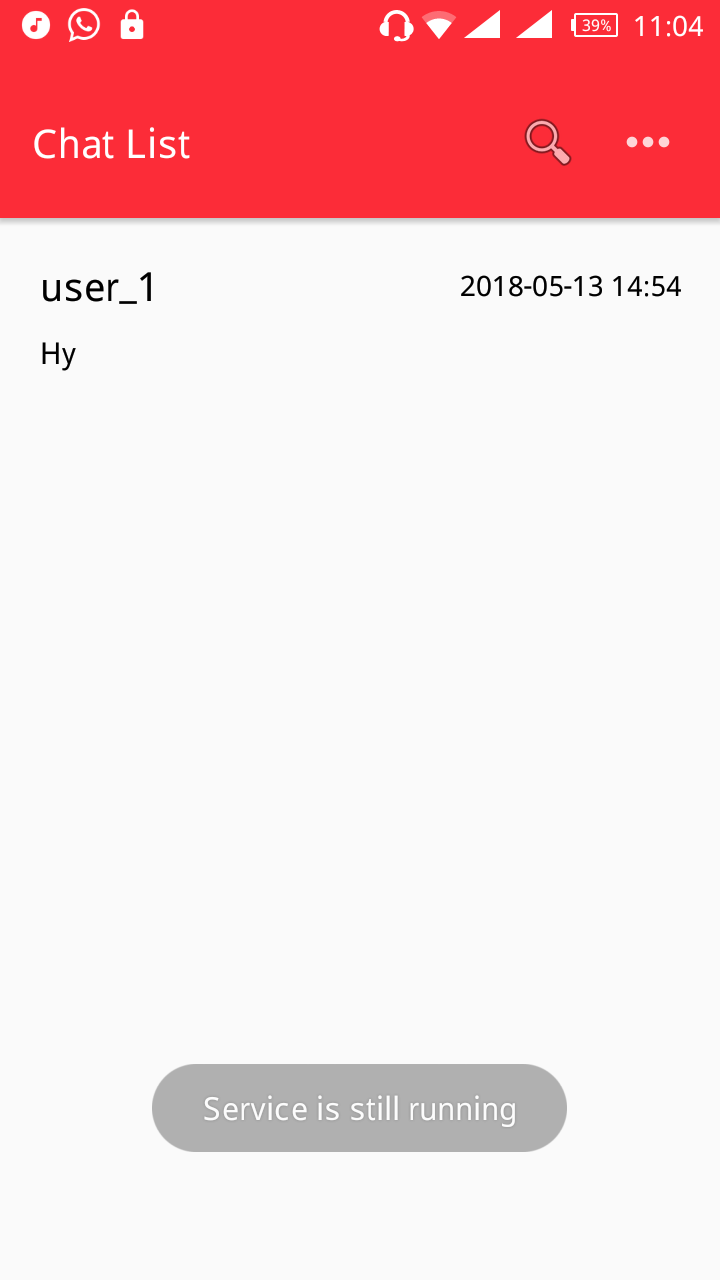 39% 11:04
Chat List
user_1 2018-05-13 14:54
Hy
Service is still running